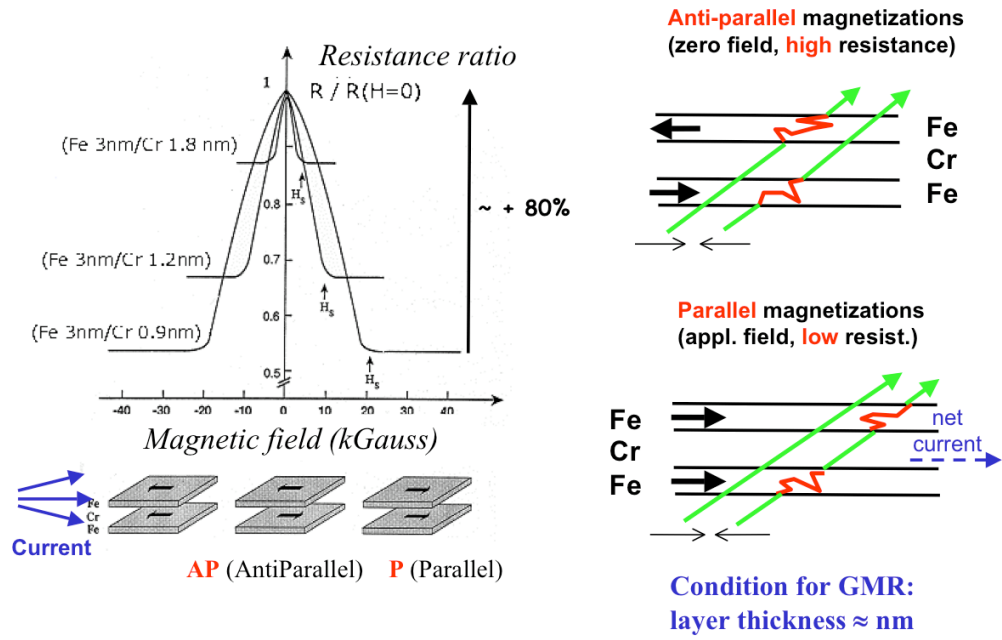 Resistance ratio
1
R / R(H=0)
(Fe 3nm/Cr 1.8 nm)
0.8
H_s
~ + 80%
(Fe 3nm/Cr 1.2nm)
0.7
H_s
0.6
(Fe 3nm/Cr 0.9nm)
0.5
H_s
-40 -30 -20 -10 0 10 20 30 40
Magnetic field (kGauss)
Fe
Cr
Fe
Current
AP (AntiParallel) P (Parallel)
Anti-parallel magnetizations
(zero field, high resistance)
Fe
Cr
Fe
Parallel magnetizations
(appl. field, low resist.)
Fe
Cr
Fe
net
current
Condition for GMR:
layer thickness ≈ nm